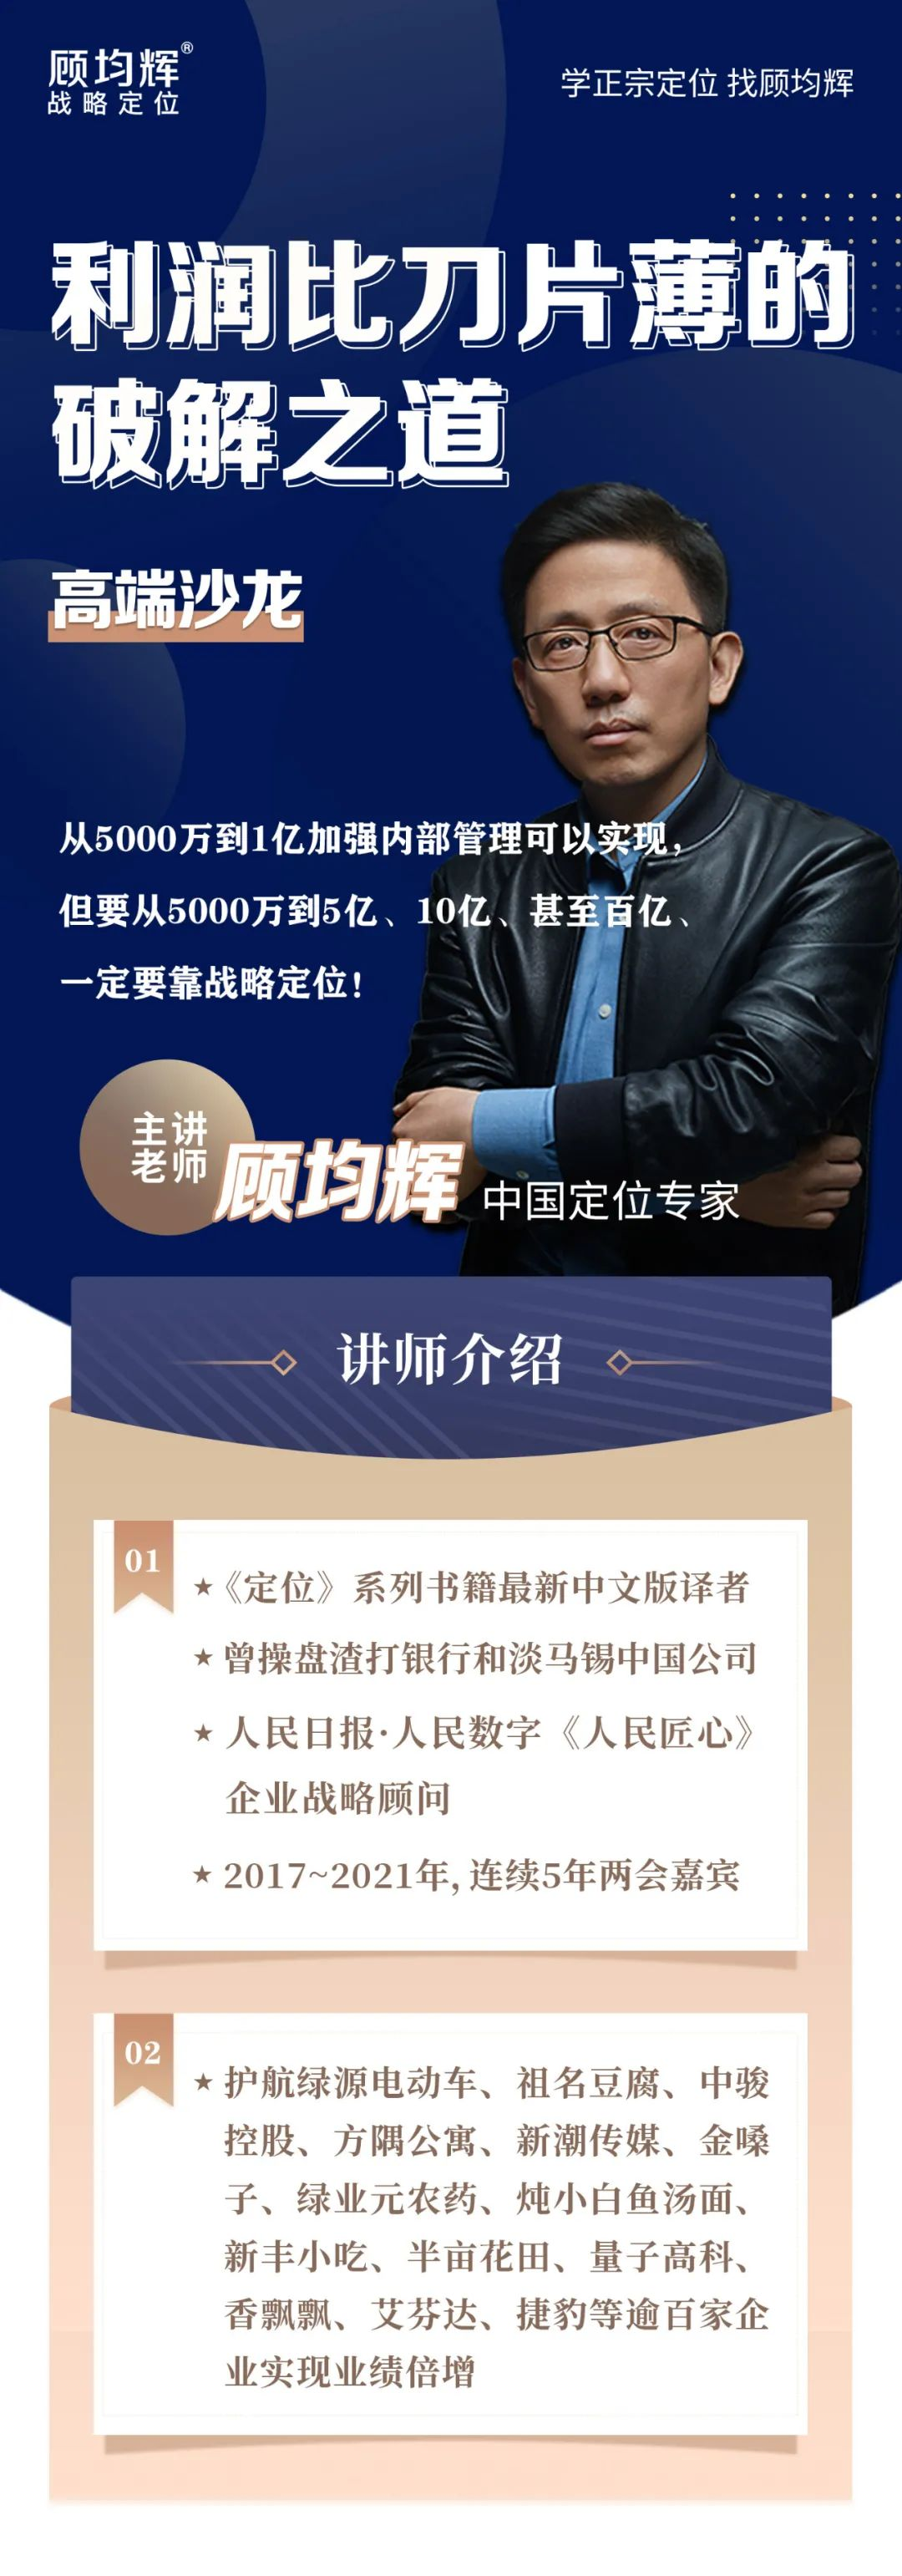 顾均辉®
战略定位
学正宗定位 找顾均辉
利润比刀片薄的
破解之道
高端沙龙
从5000万到1亿加强内部管理可以实现，
但要从5000万到5亿、10亿、甚至百亿、
一定要靠战略定位！
主讲
老师
顾均辉
中国定位专家
讲师介绍
01
★《定位》系列书籍最新中文版译者
★ 曾操盘渣打银行和淡马锡中国公司
★ 人民日报·人民数字《人民匠心》
企业战略顾问
★ 2017~2021年，连续5年两会嘉宾
02
★ 护航绿源电动车、祖名豆腐、中骏
控股、方隅公寓、新潮传媒、金嗓
子、绿业元农药、炖小白鱼汤面、
新丰小吃、半亩花田、量子高科、
香飘飘、艾芬达、捷豹等逾百家企
业实现业绩倍增